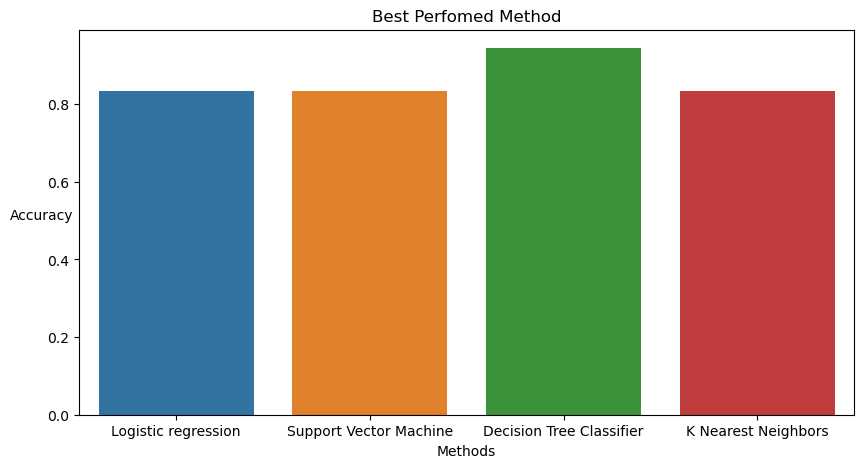 Best Perfomed Method
0.8
0.6
Accuracy
0.4
0.2
0.0
Logistic regression Support Vector Machine Decision Tree Classifier K Nearest Neighbors
Methods